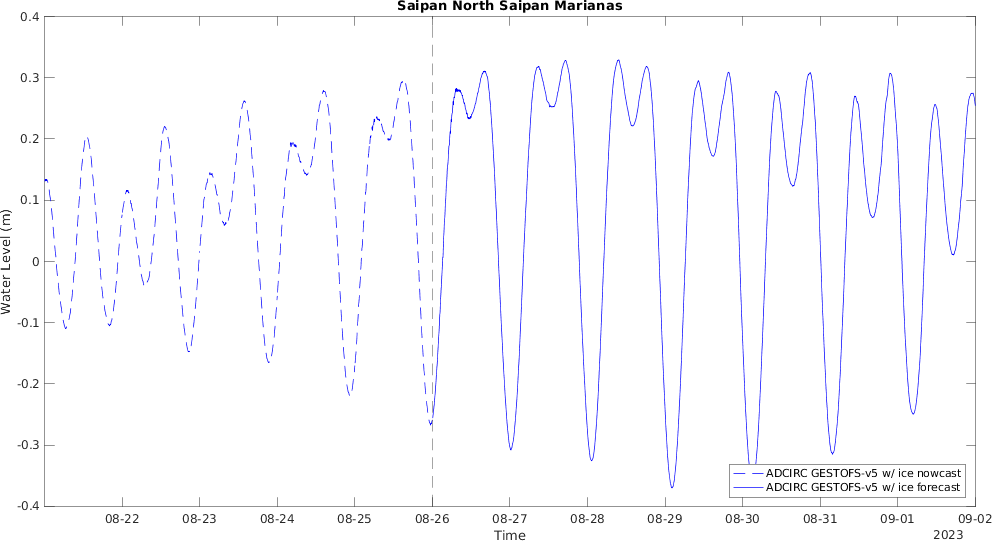 Saipan North Saipan Marianas
0.4
0.3
0.2
0.1
0
-0.1
-0.2
-0.3
-0.4
Water Level (m)
ADCIRC GESTOFS-v5 w/ ice nowcast
ADCIRC GESTOFS-v5 w/ ice forecast
08-22 08-23 08-24 08-25 08-26 08-27 08-28 08-29 08-30 08-31 09-01 09-02
Time
2023